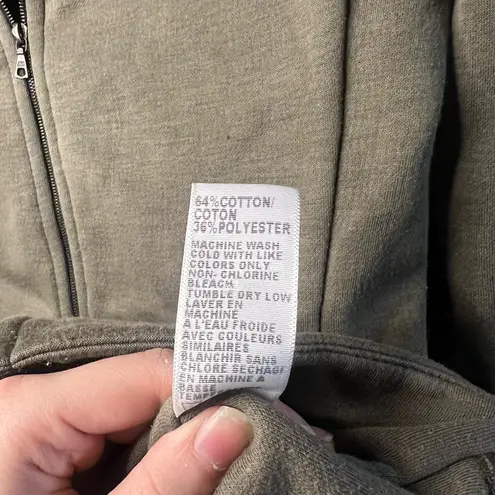 64%COTTON/
COTON
36%POLYESTER
MACHINE WASH
COLD WITH LIKE
COLORS ONLY
NON- CHLORINE
BLEACH
TUMBLE DRY LOW
LAVER EN
MACHINE
A L'EAU FROIDE
AVEC COULEURS
SIMILAIRES
BLANCHIR SANS
CHLORE SECHAGE
EN MACHINE A
BASSE